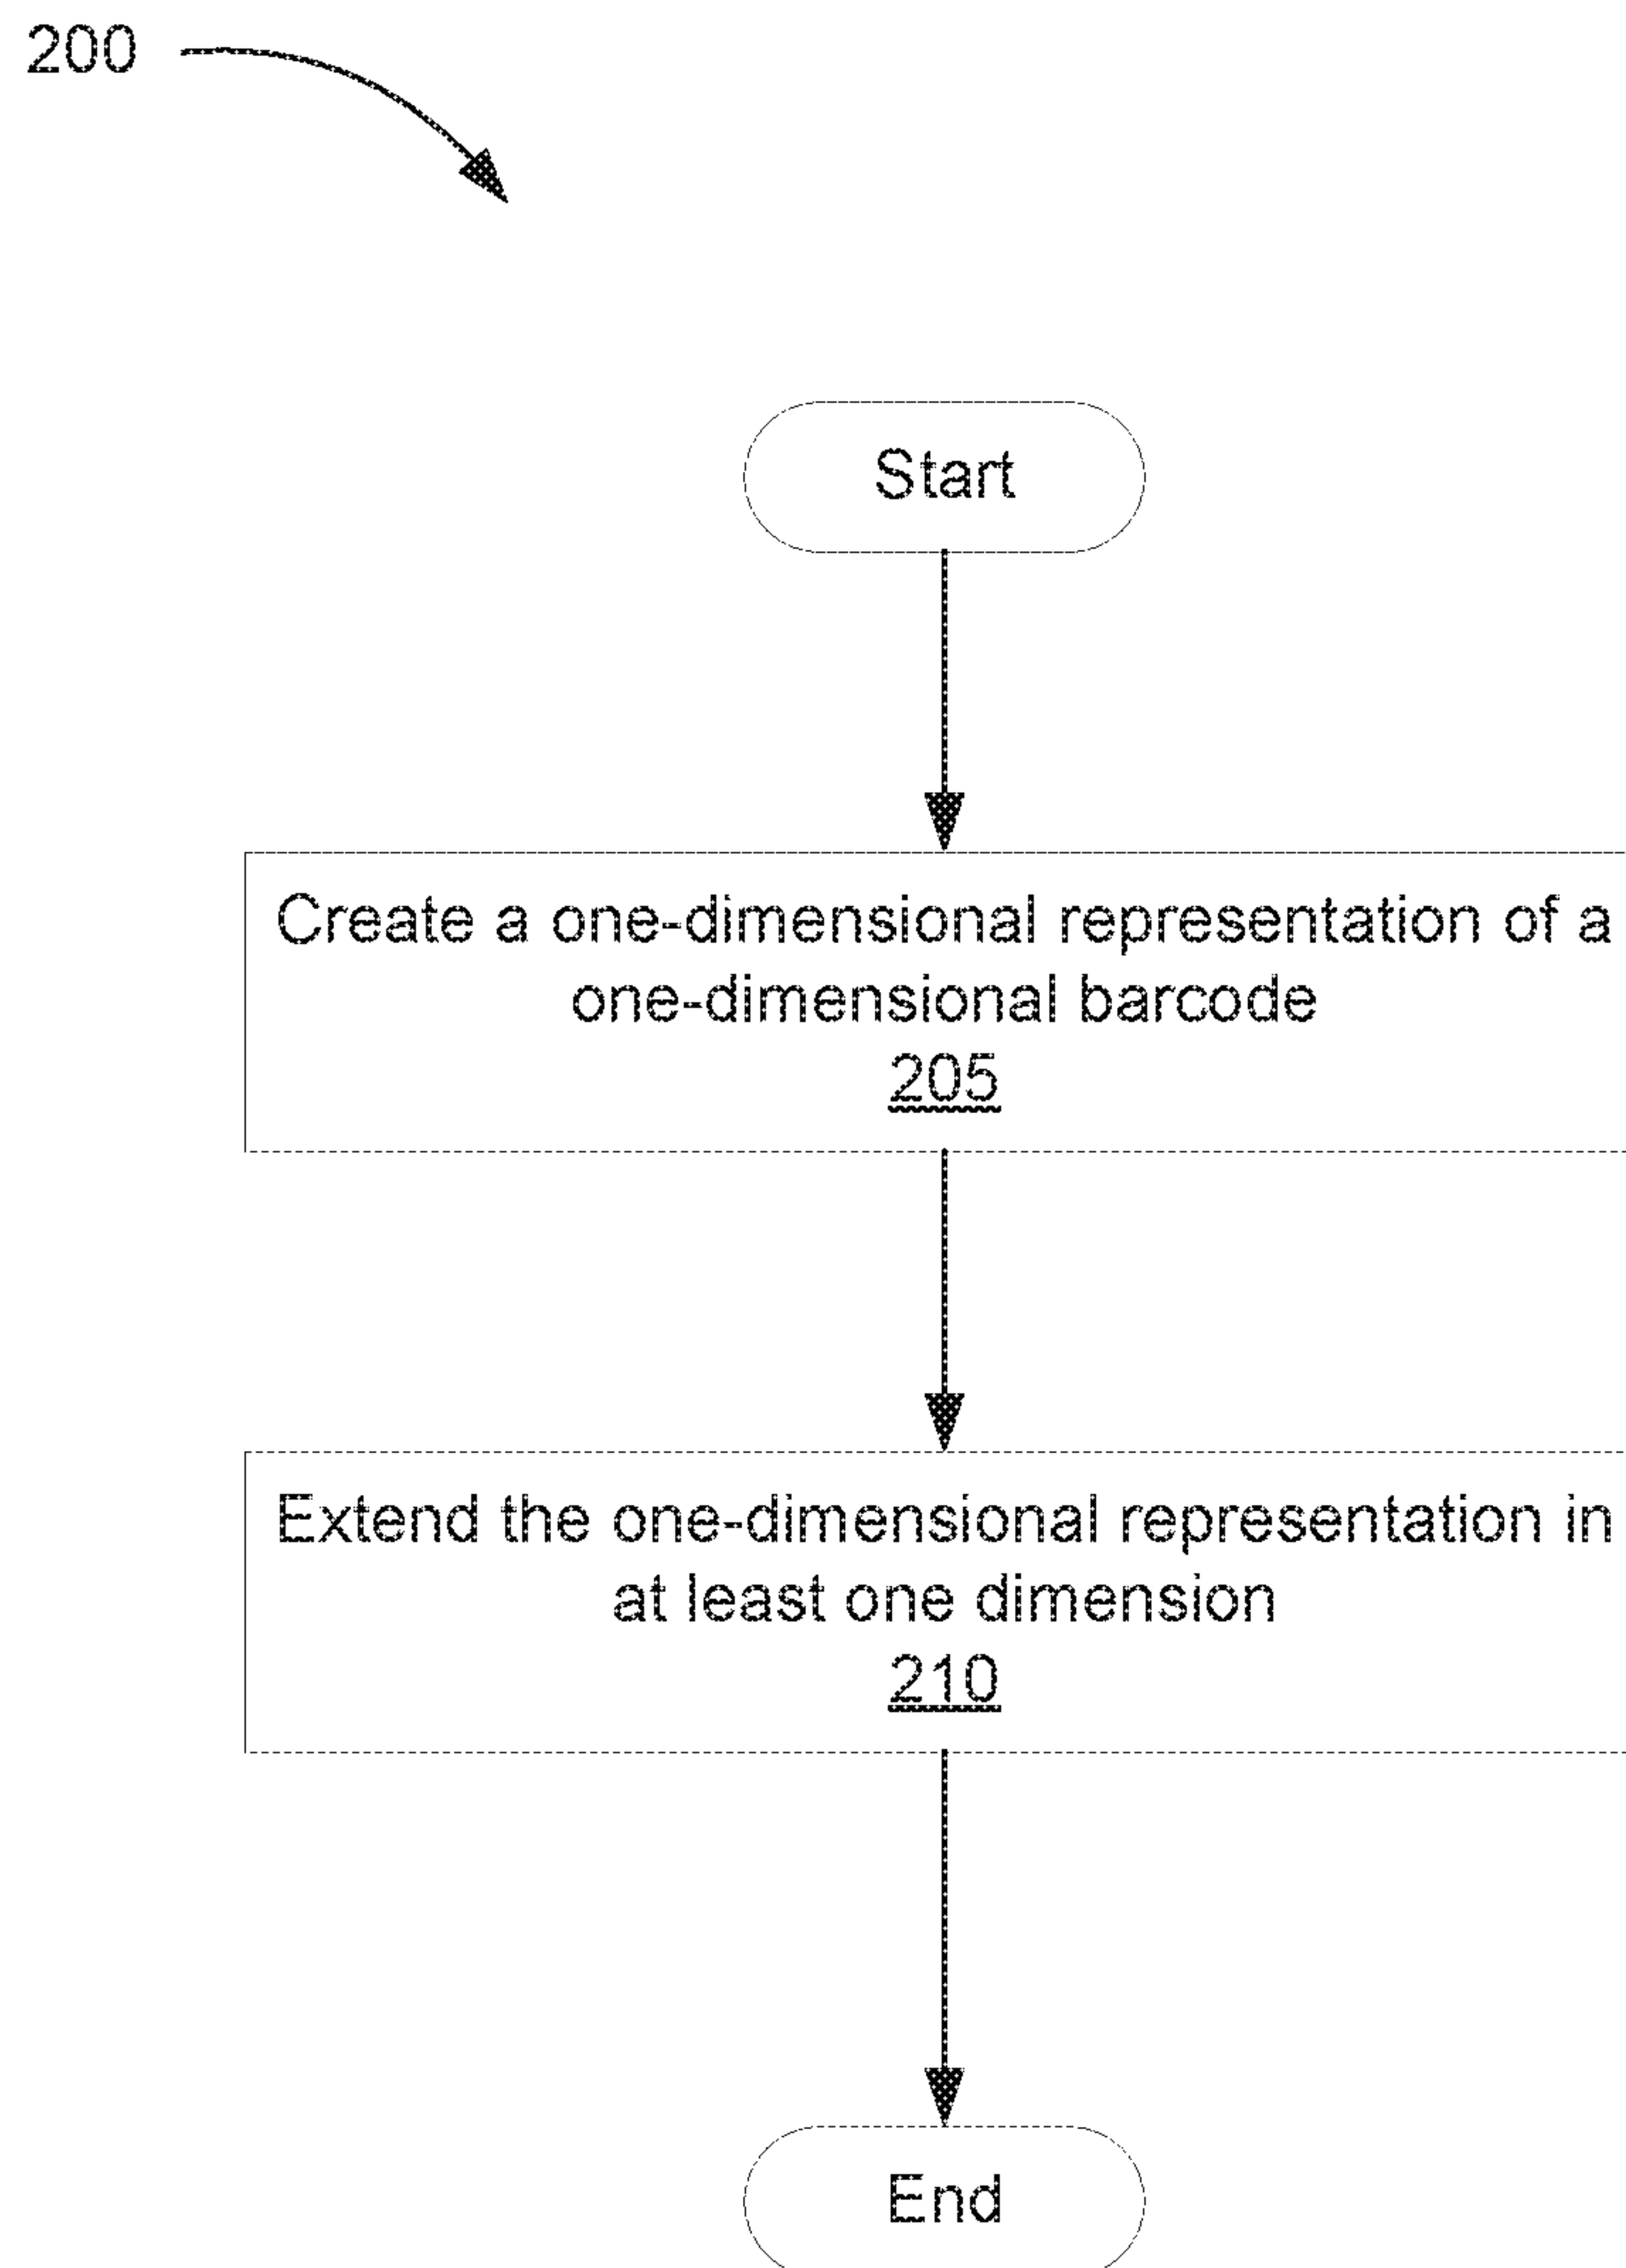 200
Start
Create a one-dimensional representation of a
one-dimensional barcode
205
Extend the one-dimensional representation in
at least one dimension
210
End